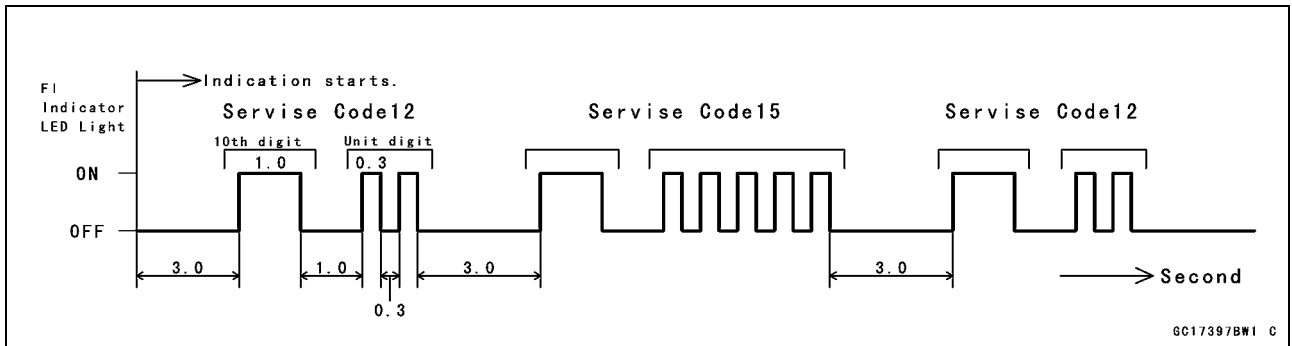 FI
Indicator
LED Light
Indication starts.
Servise Code12
Servise Code15
Servise Code12
10th digit
Unit digit
1.0
0.3
ON
OFF
3.0
1.0
3.0
3.0
0.3
Second
GC17397BW1 C